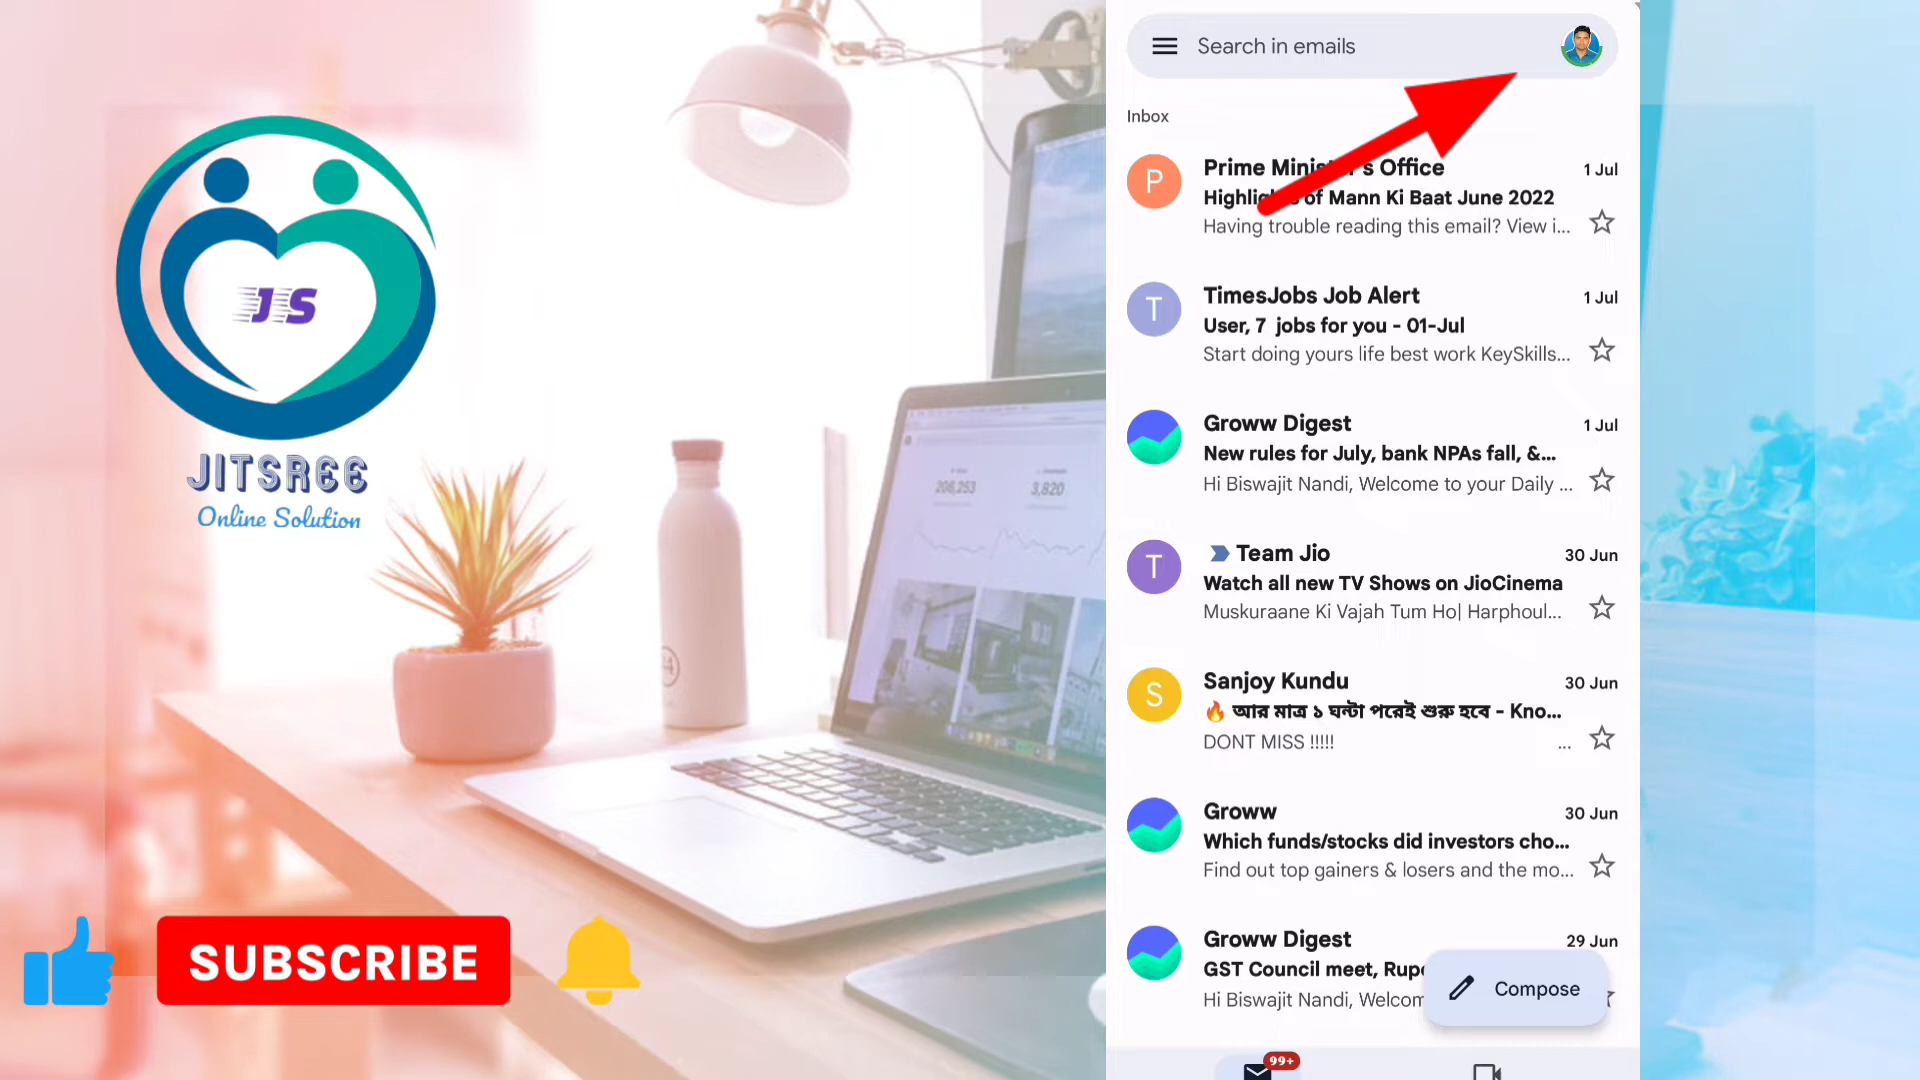 JS
JITSREE
Online Solution
206,253
3,820
SUBSCRIBE
Search in emails
Inbox
P
Prime Minis 's Office
1 Jul
Highlig of Mann Ki Baat June 2022
Having trouble reading this email? View i...
T
TimesJobs Job Alert
1 Jul
User, 7 jobs for you - 01-Jul
Start doing yours life best work KeySkills...
Groww Digest
1 Jul
New rules for July, bank NPAs fall, &...
Hi Biswajit Nandi, Welcome to your Daily ...
T
Team Jio
30 Jun
Watch all new TV Shows on JioCinema
Muskuraane Ki Vajah Tum Ho| Harphoul...
S
Sanjoy Kundu
30 Jun
🔥 আর মাত্র ১ ঘন্টা পরেই শুরু হবে - Kno...
DONT MISS !!!!! ...
Groww
30 Jun
Which funds/stocks did investors cho...
Find out top gainers & losers and the mo...
Groww Digest
29 Jun
GST Council meet, Rupe
Hi Biswajit Nandi, Welcom
Compose
99+